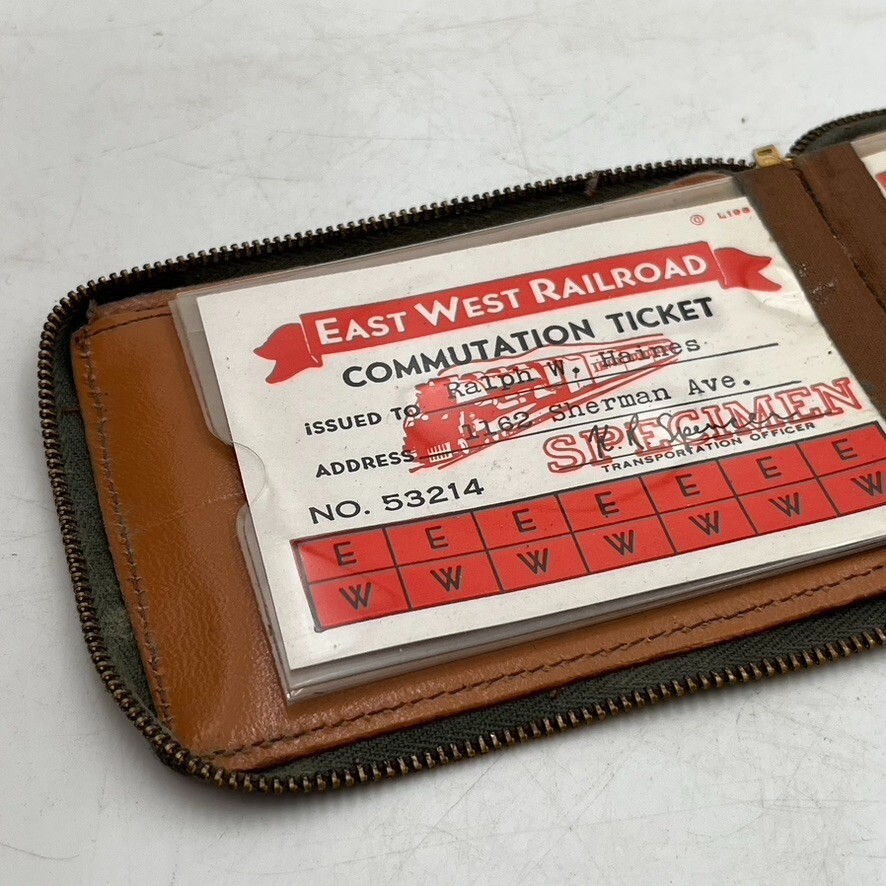 EAST WEST RAILROAD
COMMUTATION TICKET
ISSUED TO Ralph W. Haines
ADDRESS 1162 Sherman Ave.
SPECIMEN
TRANSPORTATION OFFICER
NO. 53214
E E E E E E E
W W W W W W W